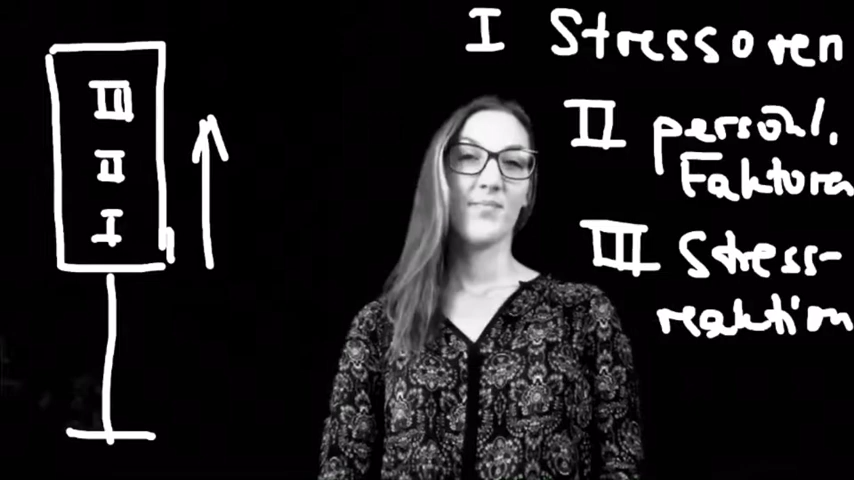 III
II
I
I Stressoren
II persönl.
Faktoren
III Stress-
reaktion